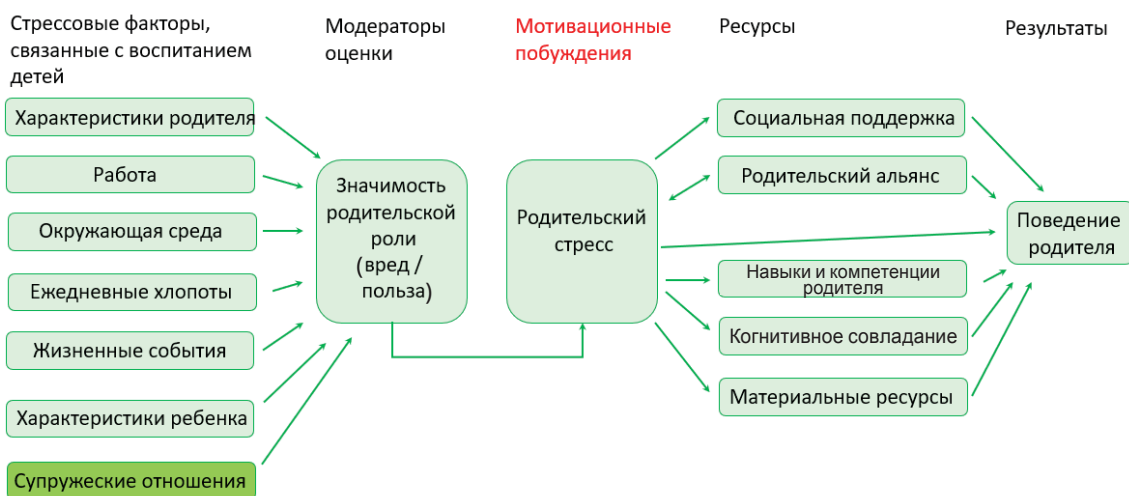 Стрессовые факторы,
связанные с воспитанием
детей
Модераторы
оценки
Мотивационные
побуждения
Ресурсы
Результаты
Характеристики родителя
Работа
Окружающая среда
Ежедневные хлопоты
Жизненные события
Характеристики ребенка
Супружеские отношения
Значимость
родительской
роли
(вред /
польза)
Родительский
стресс
Социальная поддержка
Родительский альянс
Навыки и компетенции
родителя
Когнитивное совладание
Материальные ресурсы
Поведение
родителя